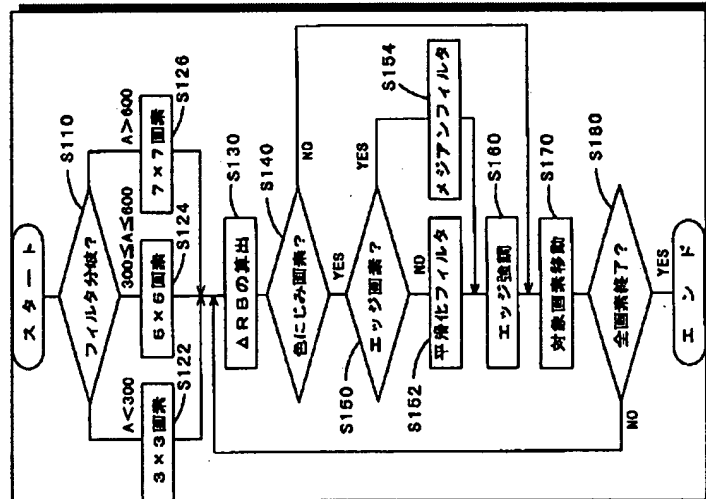 スタート
フィルタ分岐?
S110
A<300
300≦A≦600
A>600
3×3画素
S122
5×5画素
S124
7×7画素
S126
ΔRBの算出
S130
色にじみ画素?
S140
NO
YES
エッジ画素?
S150
YES
NO
平滑化フィルタ
S152
メジアンフィルタ
S154
エッジ強調
S160
対象画素移動
S170
全画素終了?
S180
NO
YES
エンド